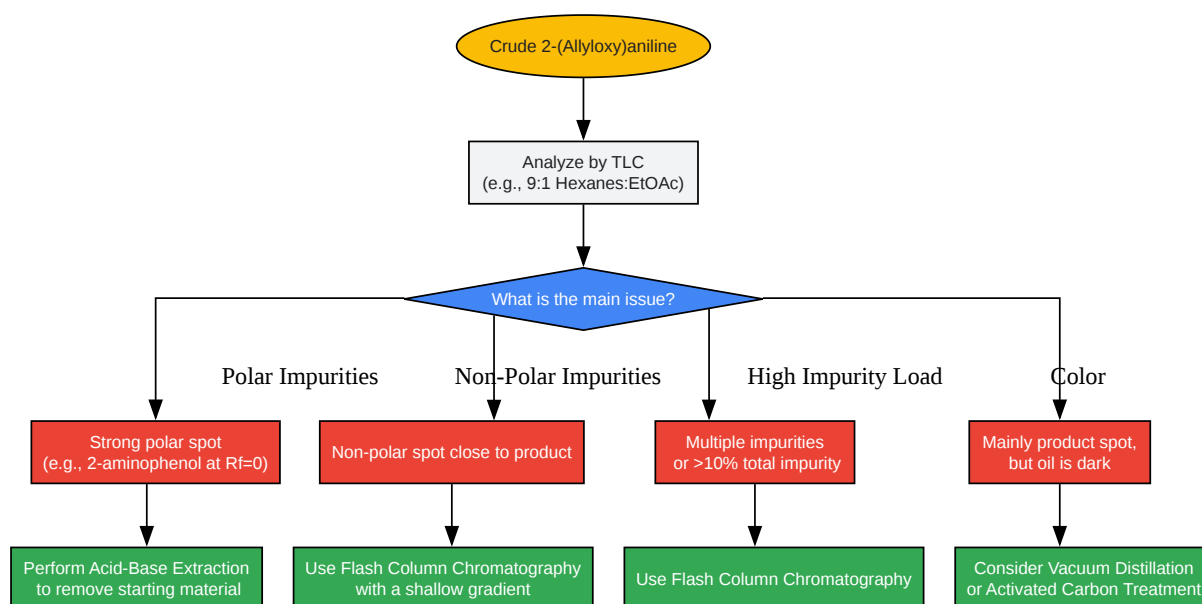 Crude 2-(Allyloxy)aniline
Analyze by TLC
(e.g., 9:1 Hexanes:EtOAc)
What is the main issue?
Polar Impurities
Non-Polar Impurities
High Impurity Load
Color
Strong polar spot
(e.g., 2-aminophenol at Rf=0)
Non-polar spot close to product
Multiple impurities
or >10% total impurity
Mainly product spot,
but oil is dark
Perform Acid-Base Extraction
to remove starting material
Use Flash Column Chromatography
with a shallow gradient
Use Flash Column Chromatography
Consider Vacuum Distillation
or Activated Carbon Treatment